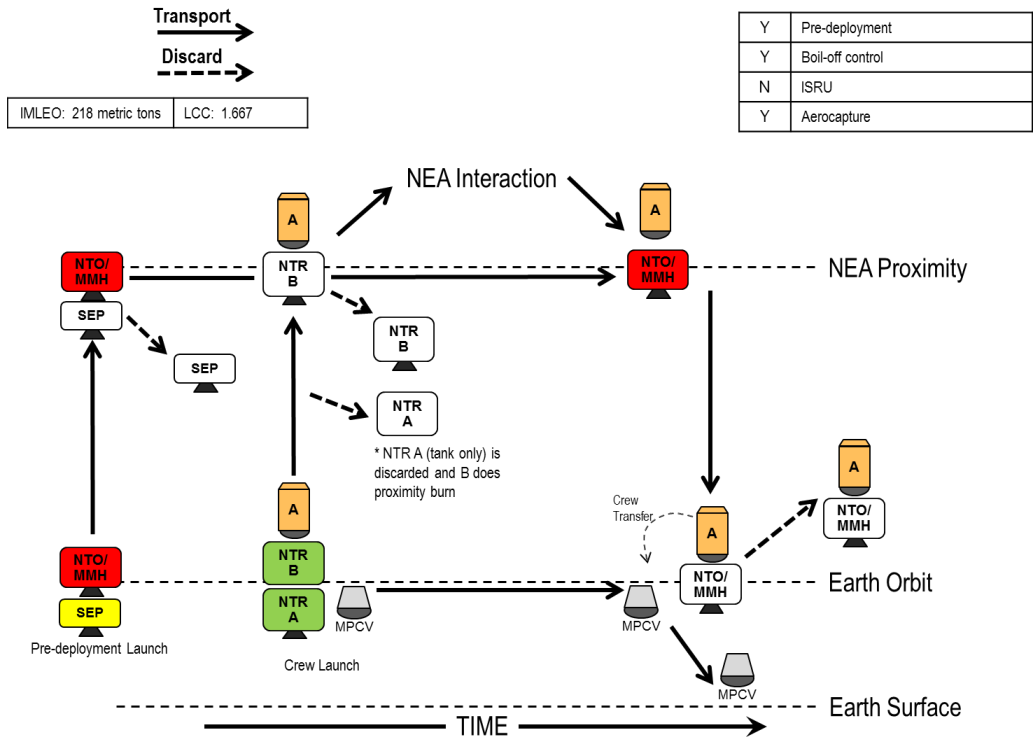 Transport
Discard
IMLEO: 218 metric tons LCC: 1.667
Y Pre-deployment
Y Boil-off control
N ISRU
Y Aerocapture
NEA Interaction
A
A
NTO/
MMH
NTR
B
NTO/
MMH
NEA Proximity
SEP
NTR
B
SEP
NTR
A
* NTR A (tank only) is
discarded and B does
proximity burn
A
A
Crew
Transfer
A
NTO/
MMH
NTO/
MMH
NTR
B
NTO/
MMH
Earth Orbit
SEP
NTR
A
MPCV
MPCV
Pre-deployment Launch
Crew Launch
MPCV
Earth Surface
TIME